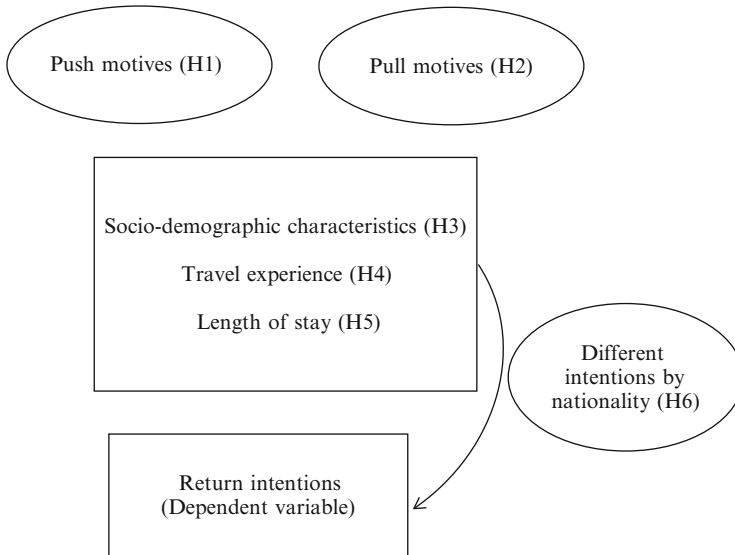 Push motives (H1)
Pull motives (H2)
Socio-demographic characteristics (H3)
Travel experience (H4)
Length of stay (H5)
Different
intentions by
nationality (H6)
Return intentions
(Dependent variable)